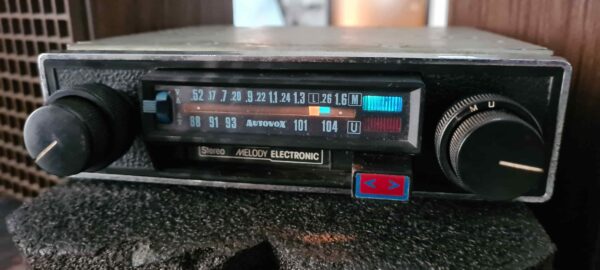 .52 .17 .7 .20 .9 .22 1.1 .24 1.3 L .26 1.6 M
88 91 93 AUTOVOX 101 104 U
Stereo MELODY ELECTRONIC
< >
M U